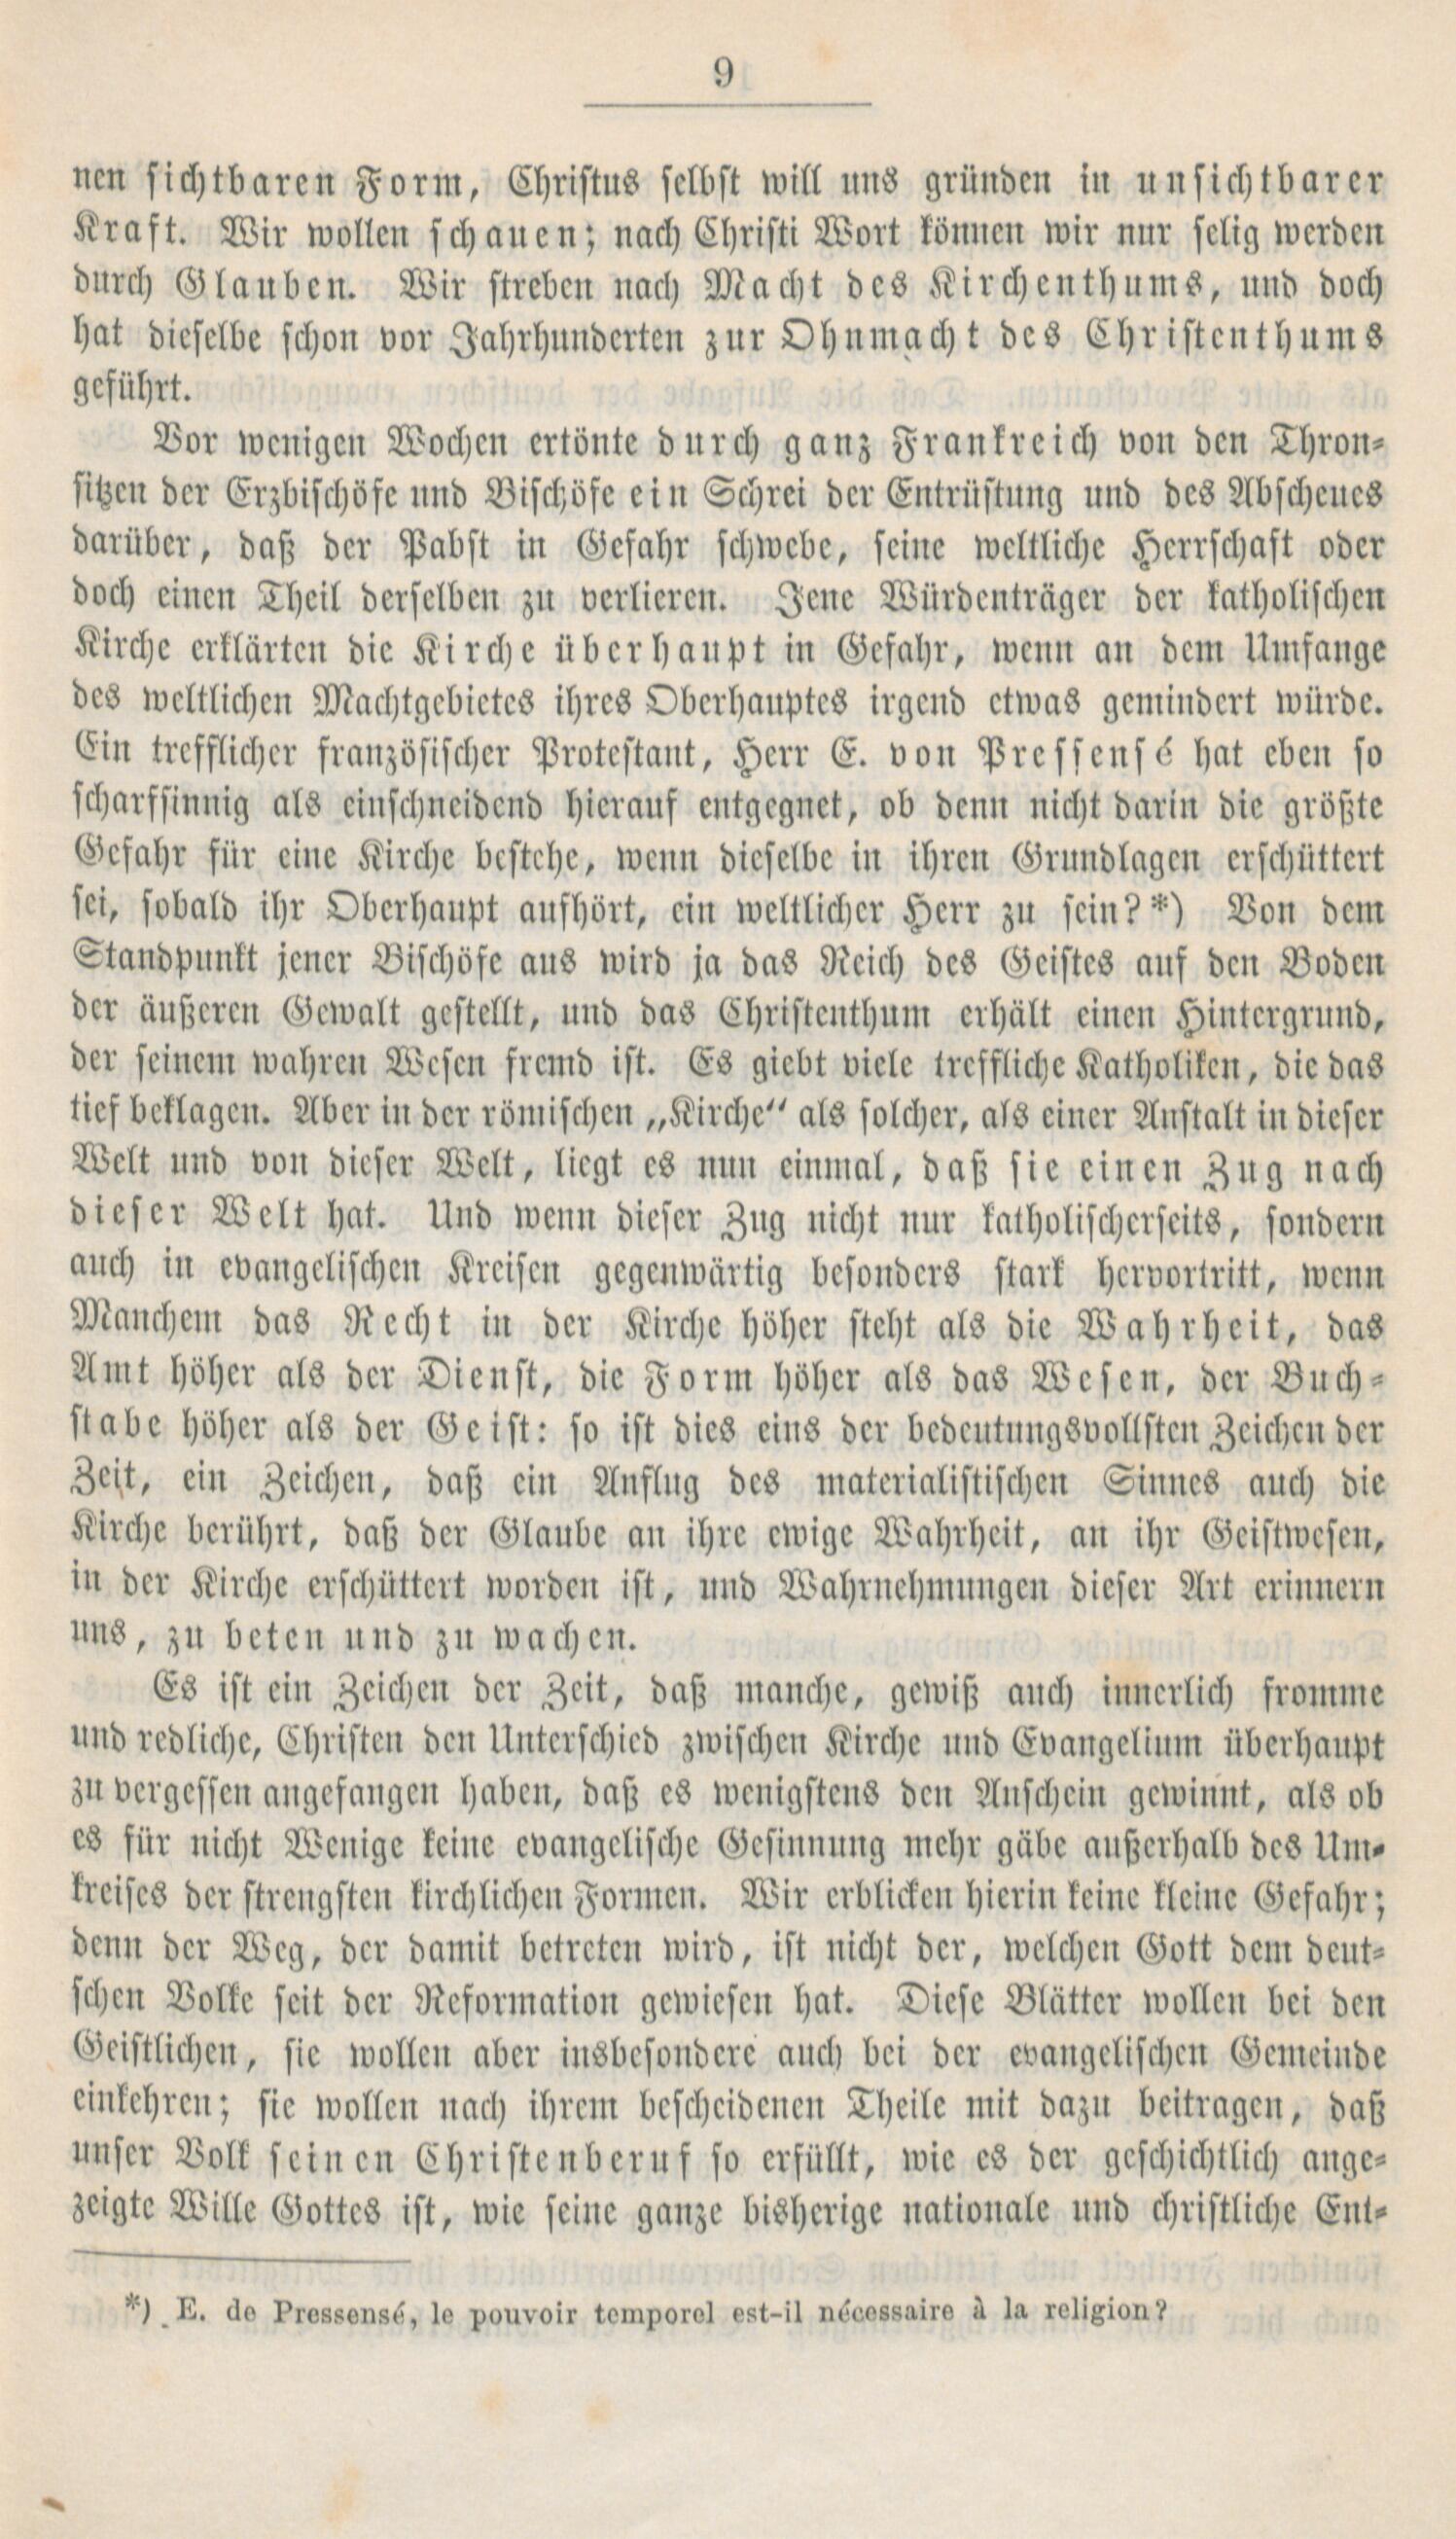 9
nen sichtbaren Form, Christus selbst will uns gründen in unsichtbarer
Kraft. Wir wollen schauen; nach Christi Wort können wir nur selig werden
durch Glauben. Wir streben nach Macht des Kirchenthums, und doch
hat dieselbe schon vor Jahrhunderten zur Ohnmacht des Christenthums
geführt.
Vor wenigen Wochen ertönte durch ganz Frankreich von den Thron-
sitzen der Erzbischöfe und Bischöfe ein Schrei der Entrüstung und des Abscheues
darüber, daß der Pabst in Gefahr schwebe, seine weltliche Herrschaft oder
doch einen Theil derselben zu verlieren. Jene Würdenträger der katholischen
Kirche erklärten die Kirche überhaupt in Gefahr, wenn an dem Umfange
des weltlichen Machtgebietes ihres Oberhauptes irgend etwas gemindert würde.
Ein trefflicher französischer Protestant, Herr E. von Pressensé hat eben so
scharfsinnig als einschneidend hierauf entgegnet, ob denn nicht darin die größte
Gefahr für eine Kirche bestehe, wenn dieselbe in ihren Grundlagen erschüttert
sei, sobald ihr Oberhaupt aufhört, ein weltlicher Herr zu sein?*) Von dem
Standpunkt jener Bischöfe aus wird ja das Reich des Geistes auf den Boden
der äußeren Gewalt gestellt, und das Christenthum erhält einen Hintergrund,
der seinem wahren Wesen fremd ist. Es giebt viele treffliche Katholiken, die das
tief beklagen. Aber in der römischen „Kirche“ als solcher, als einer Anstalt in dieser
Welt und von dieser Welt, liegt es nun einmal, daß sie einen Zug nach
dieser Welt hat. Und wenn dieser Zug nicht nur katholischerseits, sondern
auch in evangelischen Kreisen gegenwärtig besonders stark hervortritt, wenn
Manchem das Recht in der Kirche höher steht als die Wahrheit, das
Amt höher als der Dienst, die Form höher als das Wesen, der Buch-
stabe höher als der Geist: so ist dies eins der bedeutungsvollsten Zeichen der
Zeit, ein Zeichen, daß ein Anflug des materialistischen Sinnes auch die
Kirche berührt, daß der Glaube an ihre ewige Wahrheit, an ihr Geistwesen,
in der Kirche erschüttert worden ist, und Wahrnehmungen dieser Art erinnern
uns, zu beten und zu wachen.
Es ist ein Zeichen der Zeit, daß manche, gewiß auch innerlich fromme
und redliche, Christen den Unterschied zwischen Kirche und Evangelium überhaupt
zu vergessen angefangen haben, daß es wenigstens den Anschein gewinnt, als ob
es für nicht Wenige keine evangelische Gesinnung mehr gäbe außerhalb des Um-
kreises der strengsten kirchlichen Formen. Wir erblicken hierin keine kleine Gefahr;
denn der Weg, der damit betreten wird, ist nicht der, welchen Gott dem deut-
schen Volke seit der Reformation gewiesen hat. Diese Blätter wollen bei den
Geistlichen, sie wollen aber insbesondere auch bei der evangelischen Gemeinde
einkehren; sie wollen nach ihrem bescheidenen Theile mit dazu beitragen, daß
unser Volk seinen Christenberuf so erfüllt, wie es der geschichtlich ange-
zeigte Wille Gottes ist, wie seine ganze bisherige nationale und christliche Ent-
*) E. de Pressensé, le pouvoir temporel est-il nécessaire à la religion?